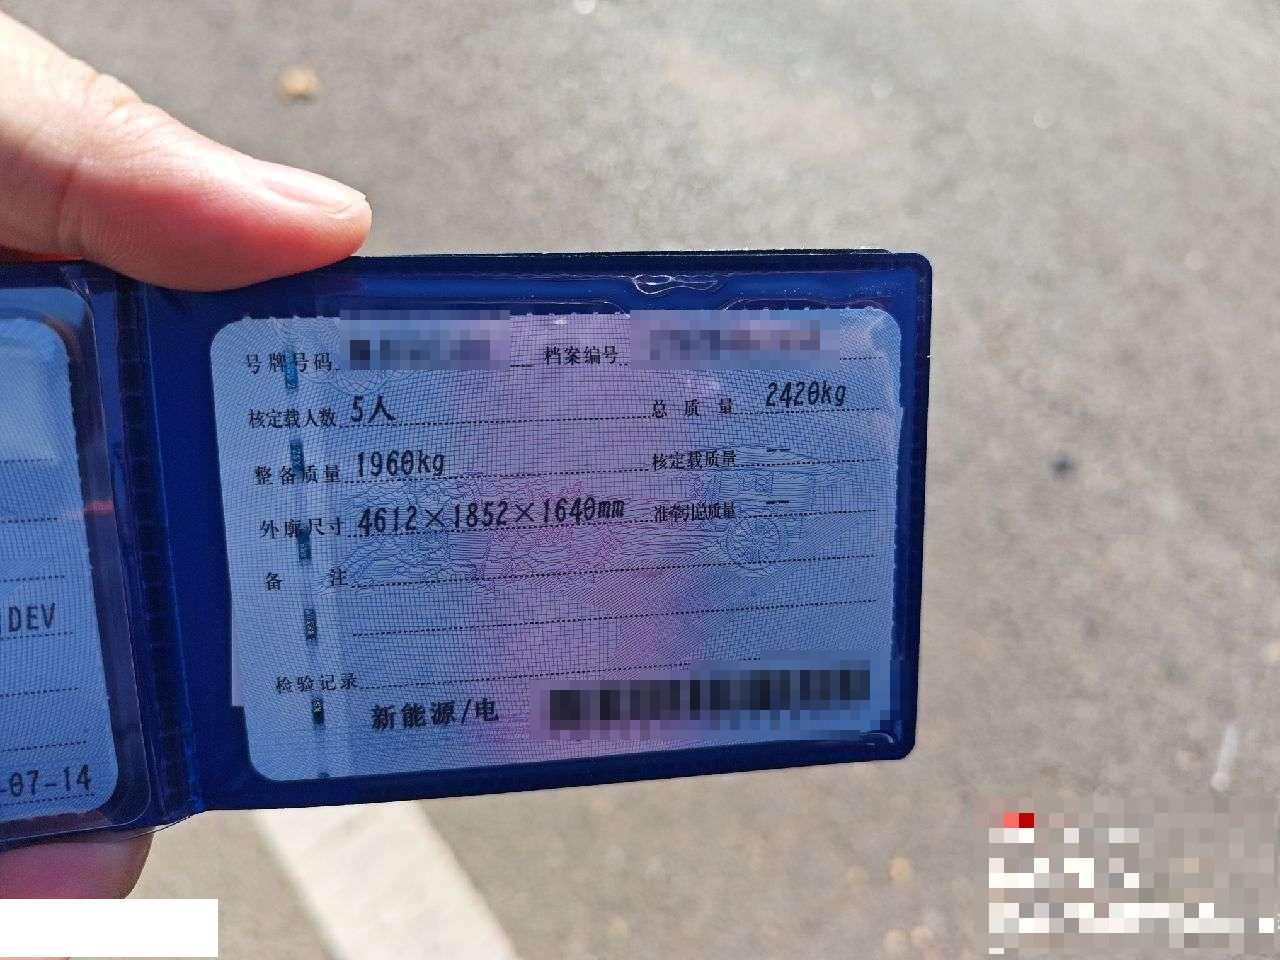 号牌号码 档案编号
核定载人数 5人 总质量 2420kg
整备质量 1960kg 核定载质量 --
外廓尺寸 4612×1852×1640mm 准牵引总质量 --
备 注
检验记录
新能源/电
DEV
-07-14